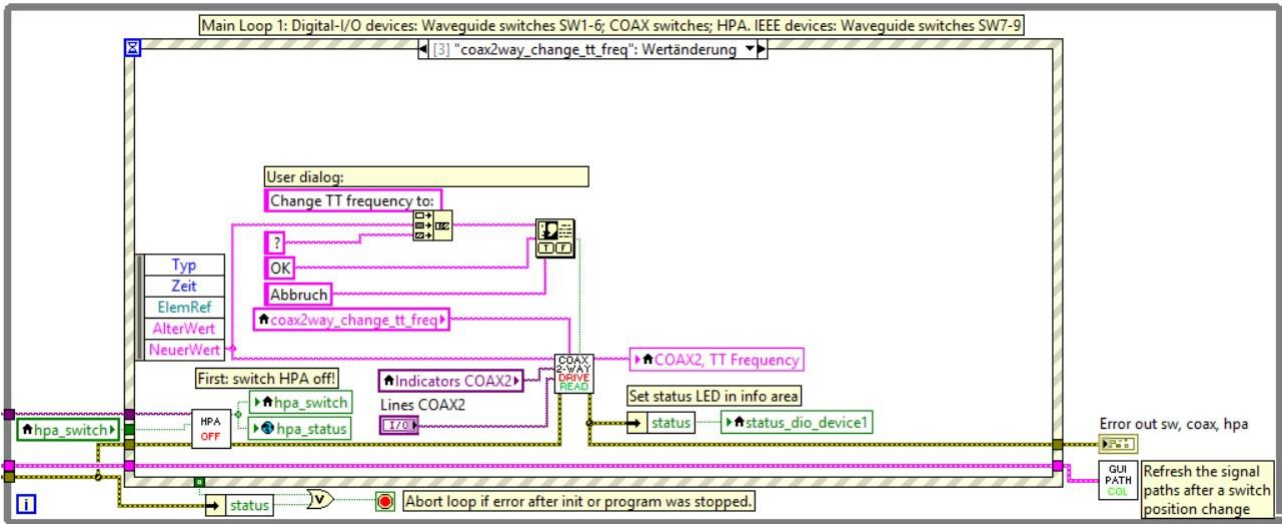 Main Loop 1: Digital-I/O devices: Waveguide switches SW1-6; COAX switches; HPA. IEEE devices: Waveguide switches SW7-9
[3] "coax2way_change_tt_freq": Wertänderung
User dialog:
Change TT frequency to:
?
OK
Abbruch
T F
Typ
Zeit
ElemRef
AlterWert
NeuerWert
coax2way_change_tt_freq
COAX
2-WAY
DRIVE
READ
COAX2, TT Frequency
First: switch HPA off!
hpa_switch
hpa_status
Indicators COAX2
Lines COAX2
I/O
Set status LED in info area
status
status_dio_device1
hpa_switch
HPA
OFF
Error out sw, coax, hpa
GUI
PATH
COL
Refresh the signal
paths after a switch
position change
i
status
V
Abort loop if error after init or program was stopped.